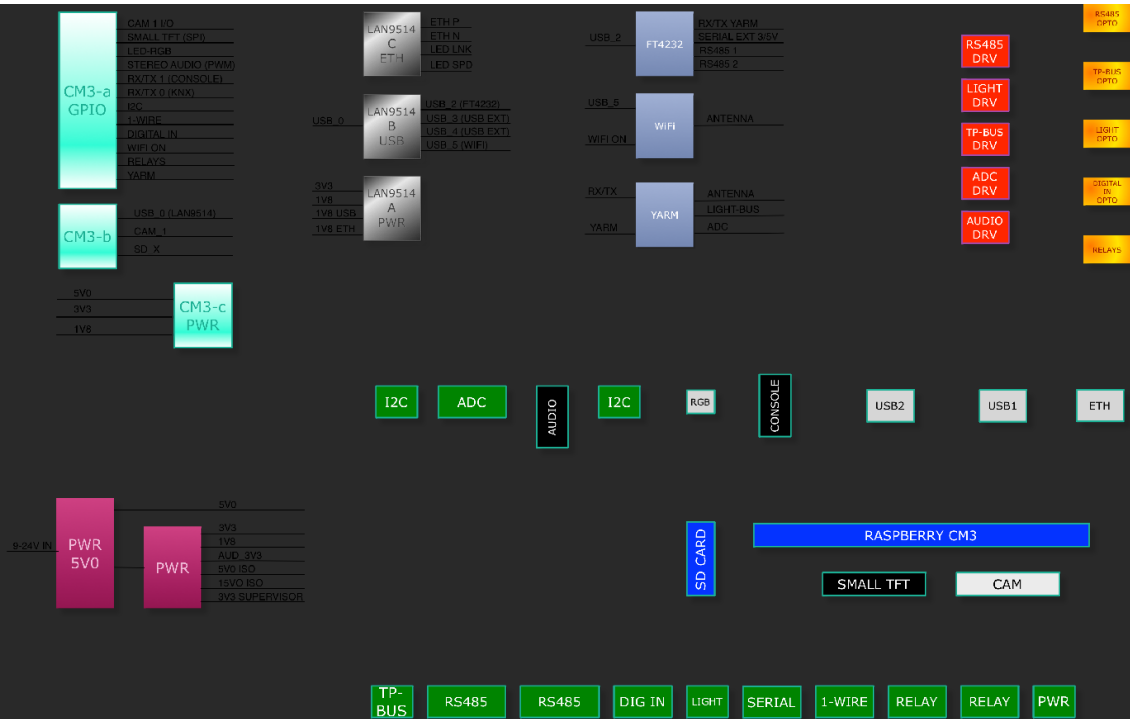 CM3-a
GPIO
CAM 1 I/O
SMALL TFT (SPI)
LED-RGB
STEREO AUDIO (PWM)
RX/TX 1 (CONSOLE)
RX/TX 0 (KNX)
I2C
1-WIRE
DIGITAL IN
WIFI ON
RELAYS
YARM
CM3-b
USB_0 (LAN9514)
CAM_1
SD_X
5V0
3V3
1V8
CM3-c
PWR
LAN9514
C
ETH
ETH P
ETH N
LED LNK
LED SPD
USB_0
LAN9514
B
USB
USB_2 (FT4232)
USB_3 (USB EXT)
USB_4 (USB EXT)
USB_5 (WIFI)
3V3
1V8
1V8 USB
1V8 ETH
LAN9514
A
PWR
USB_2
FT4232
RX/TX YARM
SERIAL EXT 3/5V
RS485 1
RS485 2
USB_5
WIFI ON
WiFi
ANTENNA
RX/TX
YARM
YARM
ANTENNA
LIGHT-BUS
ADC
RS485
DRV
LIGHT
DRV
TP-BUS
DRV
ADC
DRV
AUDIO
DRV
RS485
OPTO
TP-BUS
OPTO
LIGHT
OPTO
DIGITAL
IN
OPTO
RELAYS
I2C
ADC
AUDIO
I2C
RGB
CONSOLE
USB2
USB1
ETH
9-24V IN
PWR
5V0
PWR
5V0
3V3
1V8
AUD_3V3
5V0 ISO
15VO ISO
3V3 SUPERVISOR
SD CARD
RASPBERRY CM3
SMALL TFT
CAM
TP-
BUS
RS485
RS485
DIG IN
LIGHT
SERIAL
1-WIRE
RELAY
RELAY
PWR